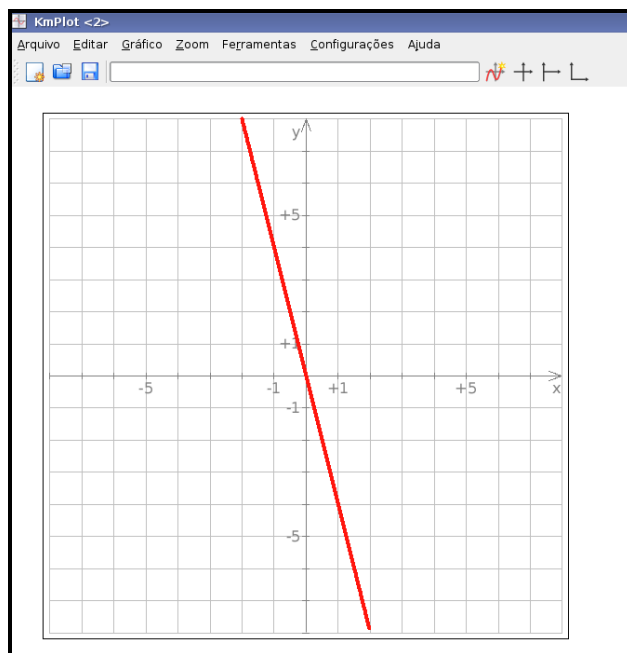 KmPlot <2>
Arquivo Editar Gráfico Zoom Ferramentas Configurações Ajuda
y
+5
+1
-5 -1 +1 +5 x
-1
-5